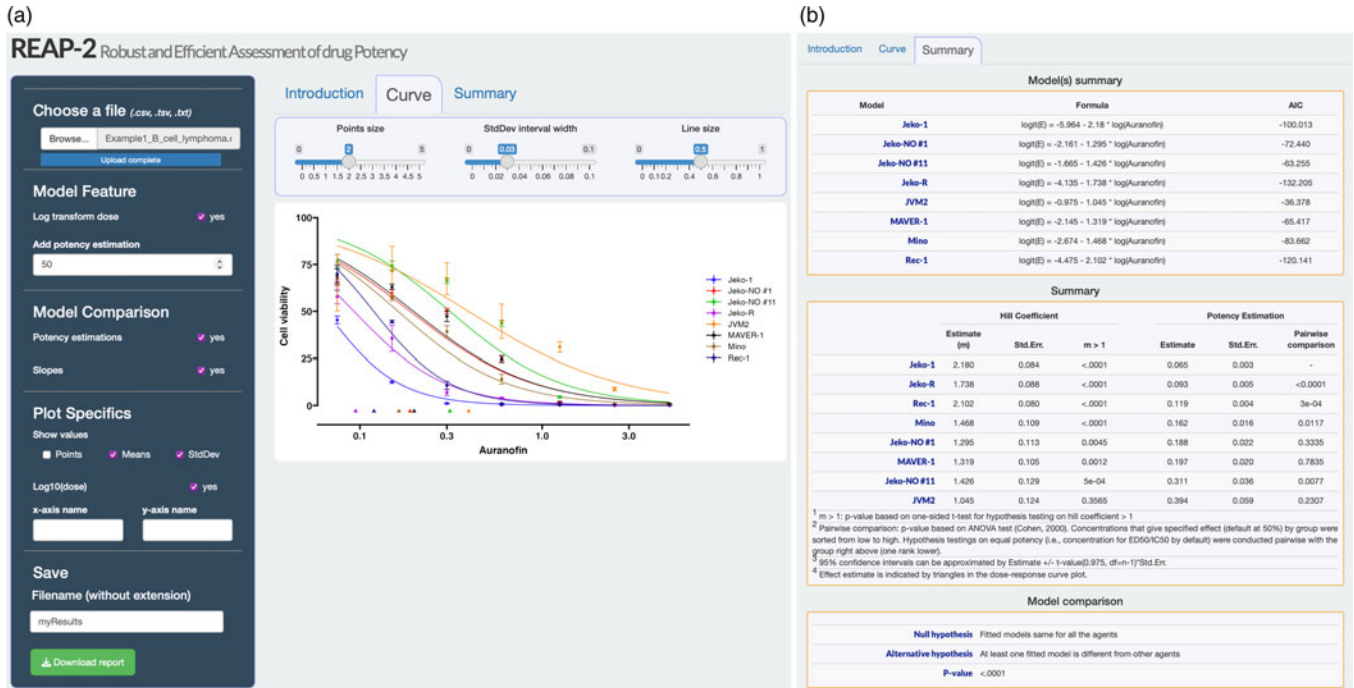 (a)
REAP-2 Robust and Efficient Assessment of drug Potency
Choose a file (.csv, .tsv, .txt)
Browse... Example1_B_cell_lymphoma.c
Upload complete
Model Feature
Log transform dose yes
Add potency estimation
50
Model Comparison
Potency estimations yes
Slopes yes
Plot Specifics
Show values
Points Means StdDev
Log10(dose) yes
x-axis name y-axis name
Save
Filename (without extension)
myResults
Download report
Introduction Curve Summary
Points size StdDev interval width Line size
0 2 5 0 0.03 0.1 0 0.5 1
0 0.5 1 1.5 2 2.5 3 3.5 4 4.5 5 0 0.02 0.04 0.06 0.08 0.1 0 0.10.2 0.4 0.6 0.8 1
100
75
50
25
0
Cell viability
0.1 0.3 1.0 3.0
Auranofin
Jeko-1
Jeko-NO #1
Jeko-NO #11
Jeko-R
JVM2
MAVER-1
Mino
Rec-1
(b)
Introduction Curve Summary
Model(s) summary
Model Formula AIC
Jeko-1 logit(E) = -5.964 - 2.18 * log(Auranofin) -100.013
Jeko-NO #1 logit(E) = -2.161 - 1.295 * log(Auranofin) -72.440
Jeko-NO #11 logit(E) = -1.665 - 1.426 * log(Auranofin) -63.255
Jeko-R logit(E) = -4.135 - 1.738 * log(Auranofin) -132.205
JVM2 logit(E) = -0.975 - 1.045 * log(Auranofin) -36.378
MAVER-1 logit(E) = -2.145 - 1.319 * log(Auranofin) -65.417
Mino logit(E) = -2.674 - 1.468 * log(Auranofin) -83.662
Rec-1 logit(E) = -4.475 - 2.102 * log(Auranofin) -120.141
Summary
Hill Coefficient Potency Estimation
Estimate (m) Std.Err. m > 1 Estimate Std.Err. Pairwise comparison
Jeko-1 2.180 0.084 <.0001 0.065 0.003 -
Jeko-R 1.738 0.088 <.0001 0.093 0.005 <0.0001
Rec-1 2.102 0.080 <.0001 0.119 0.004 3e-04
Mino 1.468 0.109 <.0001 0.162 0.016 0.0117
Jeko-NO #1 1.295 0.113 0.0045 0.188 0.022 0.3335
MAVER-1 1.319 0.105 0.0012 0.197 0.020 0.7835
Jeko-NO #11 1.426 0.129 5e-04 0.311 0.036 0.0077
JVM2 1.045 0.124 0.3565 0.394 0.059 0.2307
1 m > 1: p-value based on one-sided t-test for hypothesis testing on hill coefficient > 1
2 Pairwise comparison: p-value based on ANOVA test (Cohen, 2000). Concentrations that give specified effect (default at 50%) by group were
sorted from low to high. Hypothesis testings on equal potency (i.e., concentration for ED50/IC50 by default) were conducted pairwise with the
group right above (one rank lower).
3 95% confidence intervals can be approximated by Estimate +/- t-value(0.975, df=n-1)*Std.Err.
4 Effect estimate is indicated by triangles in the dose-response curve plot.
Model comparison
Null hypothesis Fitted models same for all the agents
Alternative hypothesis At least one fitted model is different from other agents
P-value <.0001